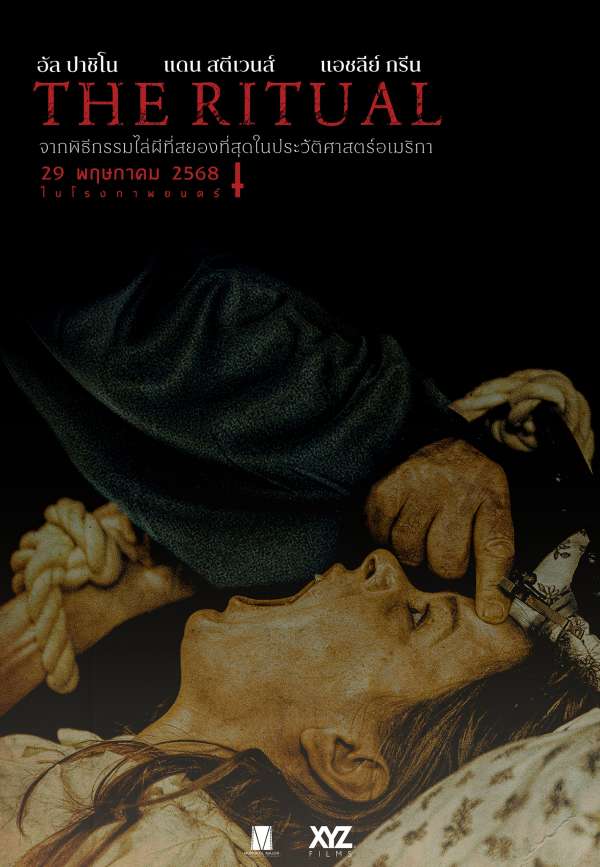 อัล ปาชิโน แดน สตีเวนส์ แอชลีย์ กรีน
THE RITUAL
จากพิธีกรรมไล่ผีที่สยองที่สุดในประวัติศาสตร์อเมริกา
29 พฤษภาคม 2568
ในโรงภาพยนตร์
XYZ
FILMS